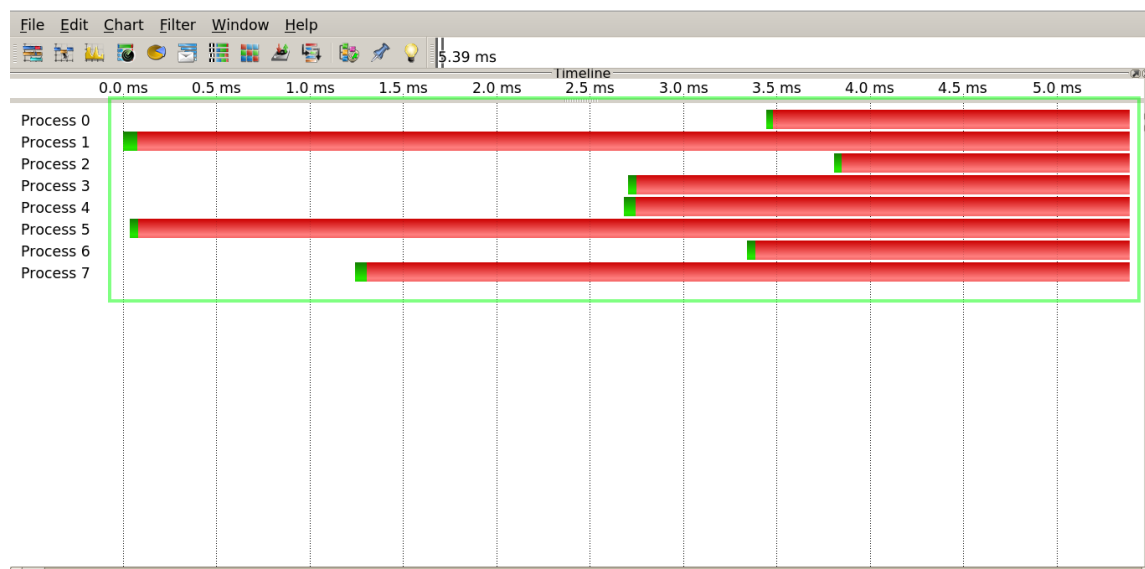 File Edit Chart Filter Window Help
5.39 ms
Timeline
0.0 ms 0.5 ms 1.0 ms 1.5 ms 2.0 ms 2.5 ms 3.0 ms 3.5 ms 4.0 ms 4.5 ms 5.0 ms
Process 0
Process 1
Process 2
Process 3
Process 4
Process 5
Process 6
Process 7